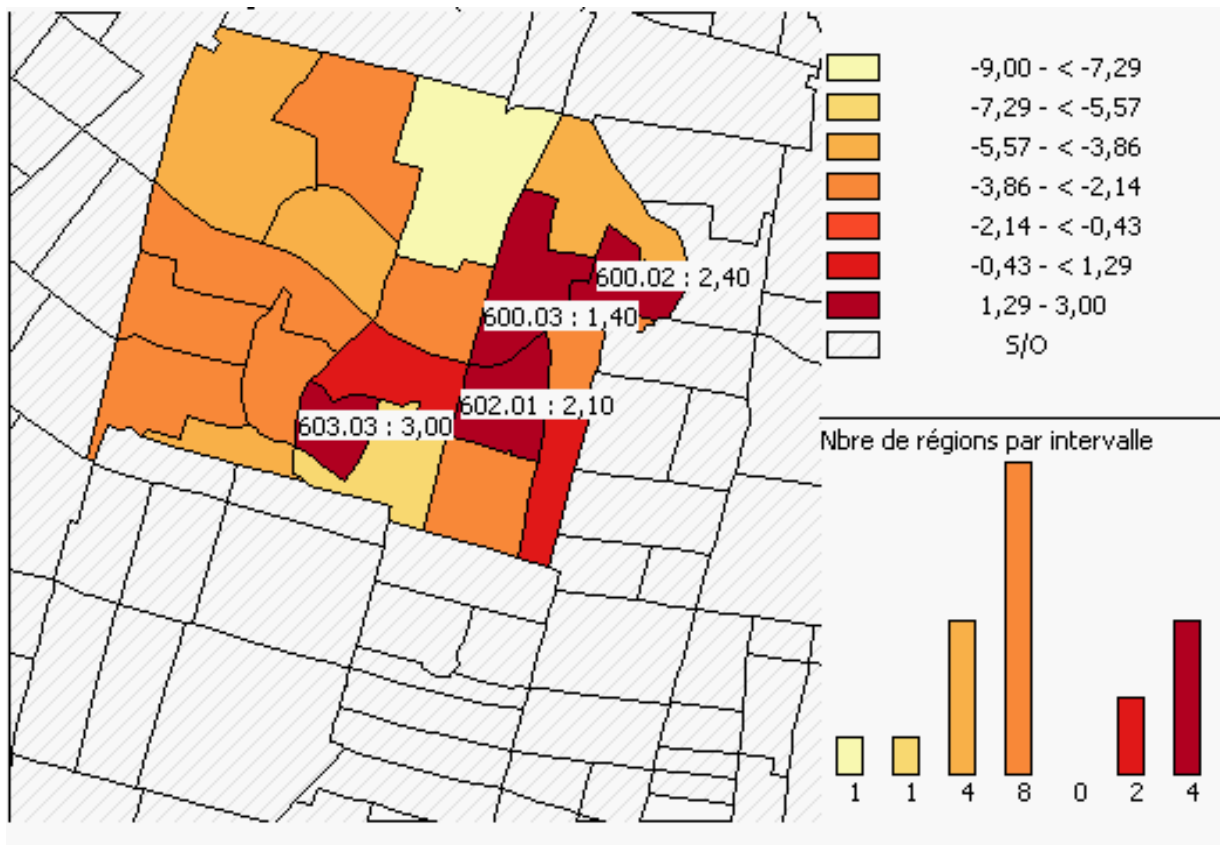 600.02 : 2,40
600.03 : 1,40
602.01 : 2,10
603.03 : 3,00
-9,00 - < -7,29
-7,29 - < -5,57
-5,57 - < -3,86
-3,86 - < -2,14
-2,14 - < -0,43
-0,43 - < 1,29
1,29 - 3,00
S/O
Nbre de régions par intervalle
1 1 4 8 0 2 4